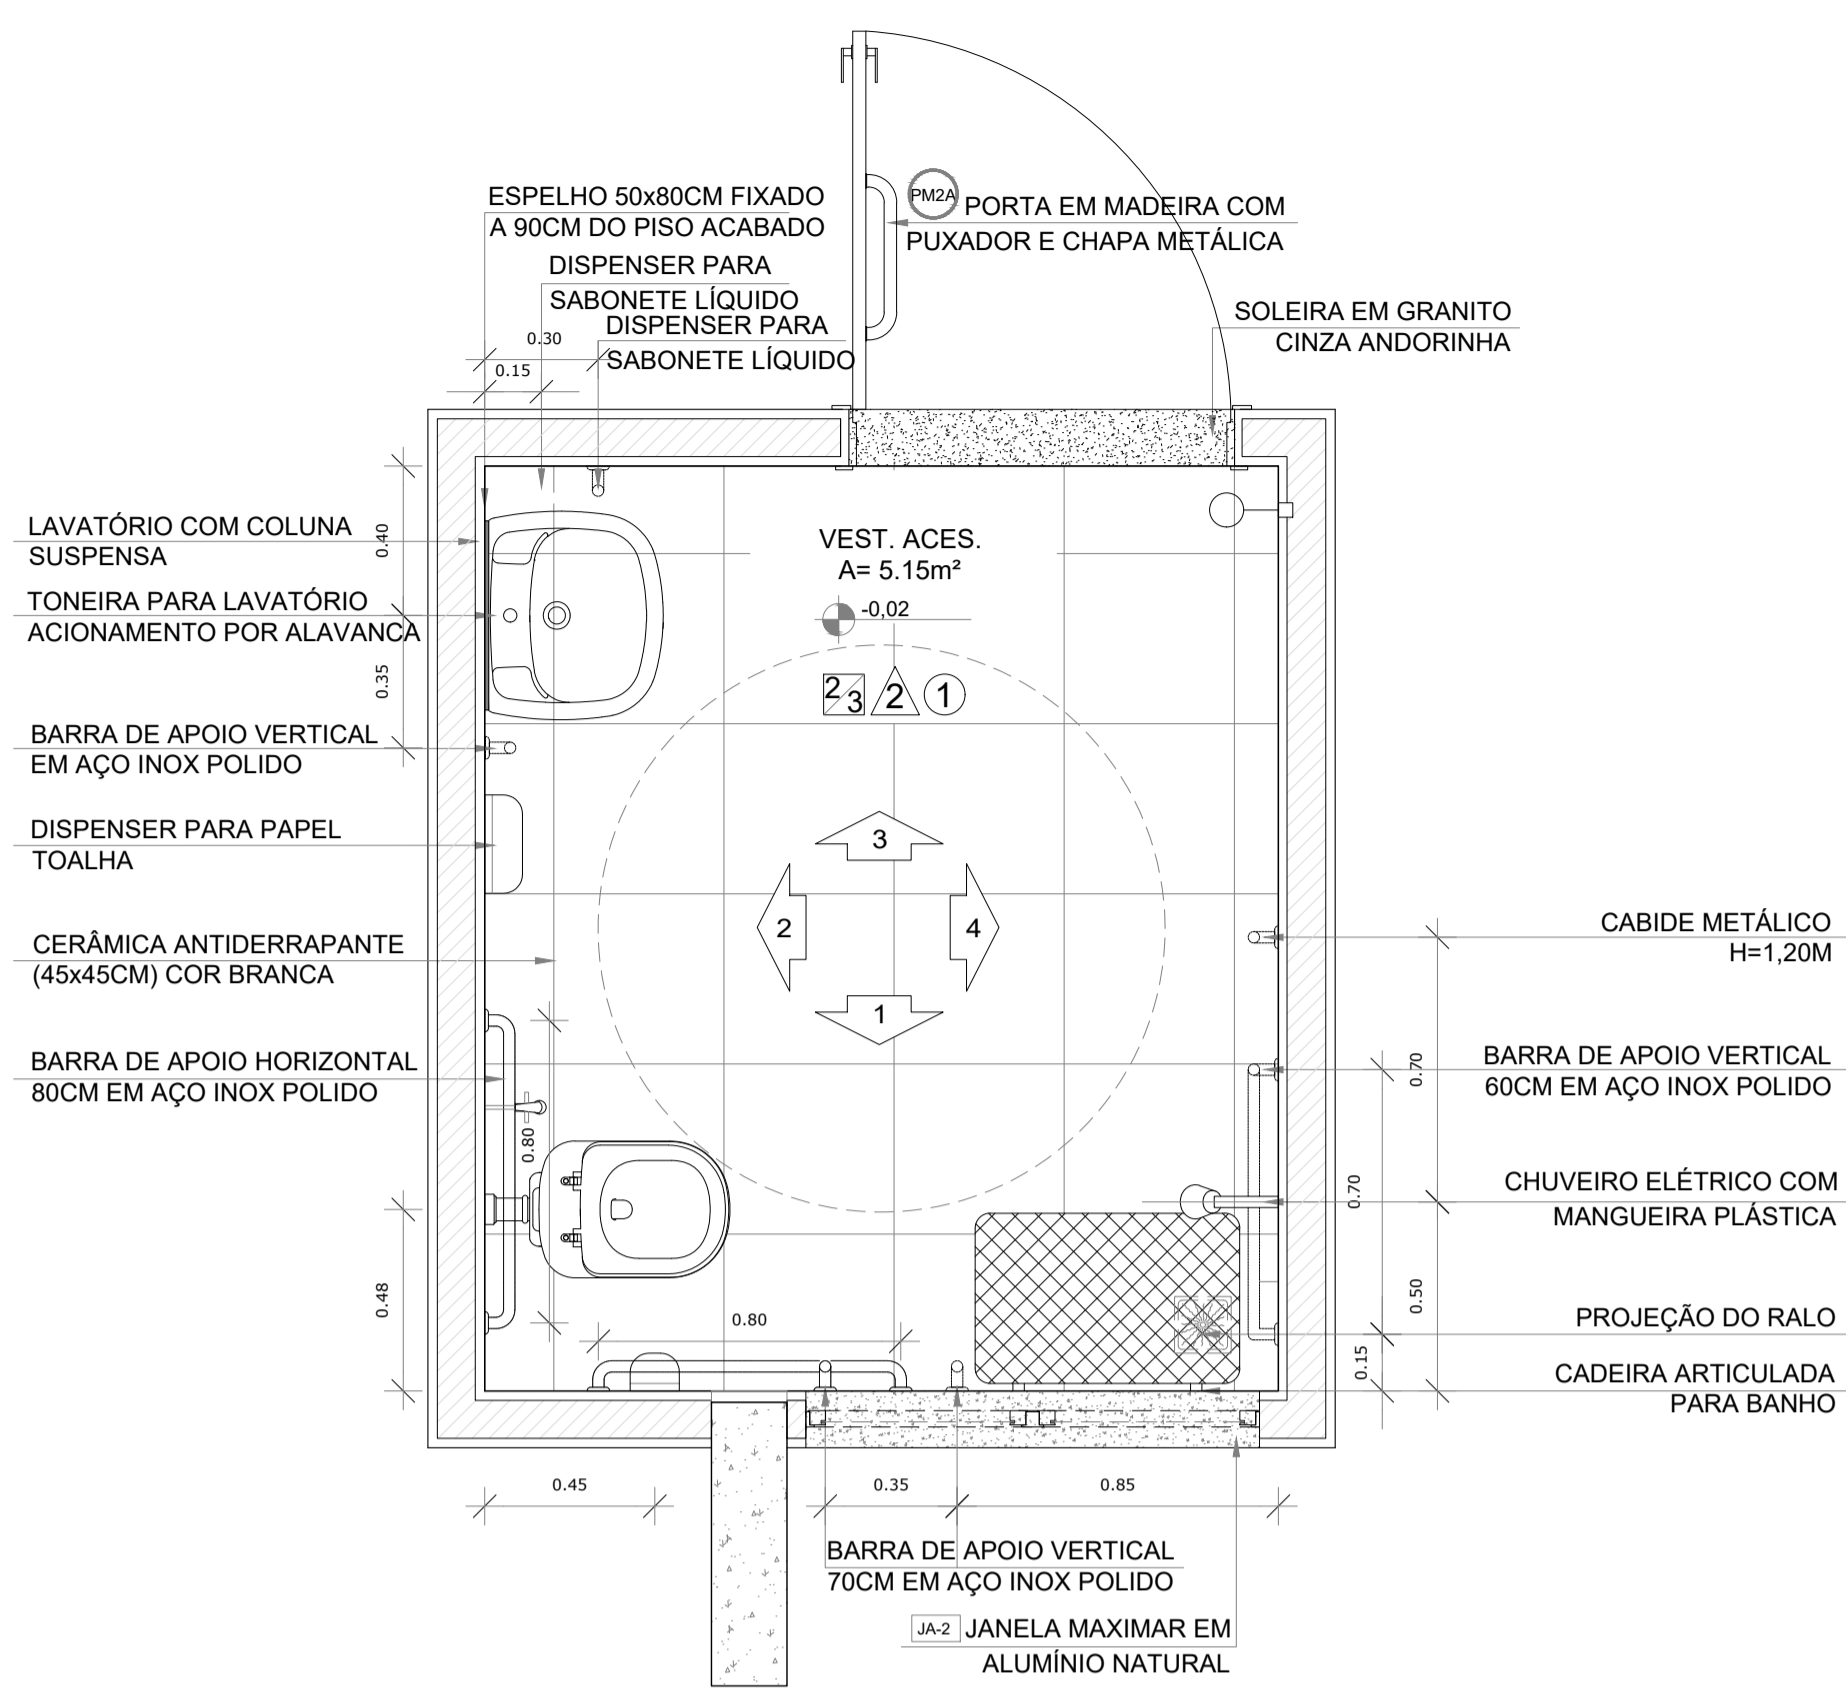 ESPELHO 50x80CM FIXADO
A 90CM DO PISO ACABADO
DISPENSER PARA
SABONETE LÍQUIDO
DISPENSER PARA
SABONETE LÍQUIDO
0.30
0.15
PM2A
PORTA EM MADEIRA COM
PUXADOR E CHAPA METÁLICA
SOLEIRA EM GRANITO
CINZA ANDORINHA
LAVATÓRIO COM COLUNA
SUSPENSA
0.40
TONEIRA PARA LAVATÓRIO
ACIONAMENTO POR ALAVANCA
0.35
BARRA DE APOIO VERTICAL
EM AÇO INOX POLIDO
DISPENSER PARA PAPEL
TOALHA
CERÂMICA ANTIDERRAPANTE
(45x45CM) COR BRANCA
BARRA DE APOIO HORIZONTAL
80CM EM AÇO INOX POLIDO
0.48
VEST. ACES.
A= 5.15m²
-0,02
2/3
2
1
3
2
4
1
0.80
0.80
CABIDE METÁLICO
H=1,20M
0.70
BARRA DE APOIO VERTICAL
60CM EM AÇO INOX POLIDO
0.70
CHUVEIRO ELÉTRICO COM
MANGUEIRA PLÁSTICA
0.50
PROJEÇÃO DO RALO
0.15
CADEIRA ARTICULADA
PARA BANHO
0.45
0.35
0.85
BARRA DE APOIO VERTICAL
70CM EM AÇO INOX POLIDO
JA-2
JANELA MAXIMAR EM
ALUMÍNIO NATURAL